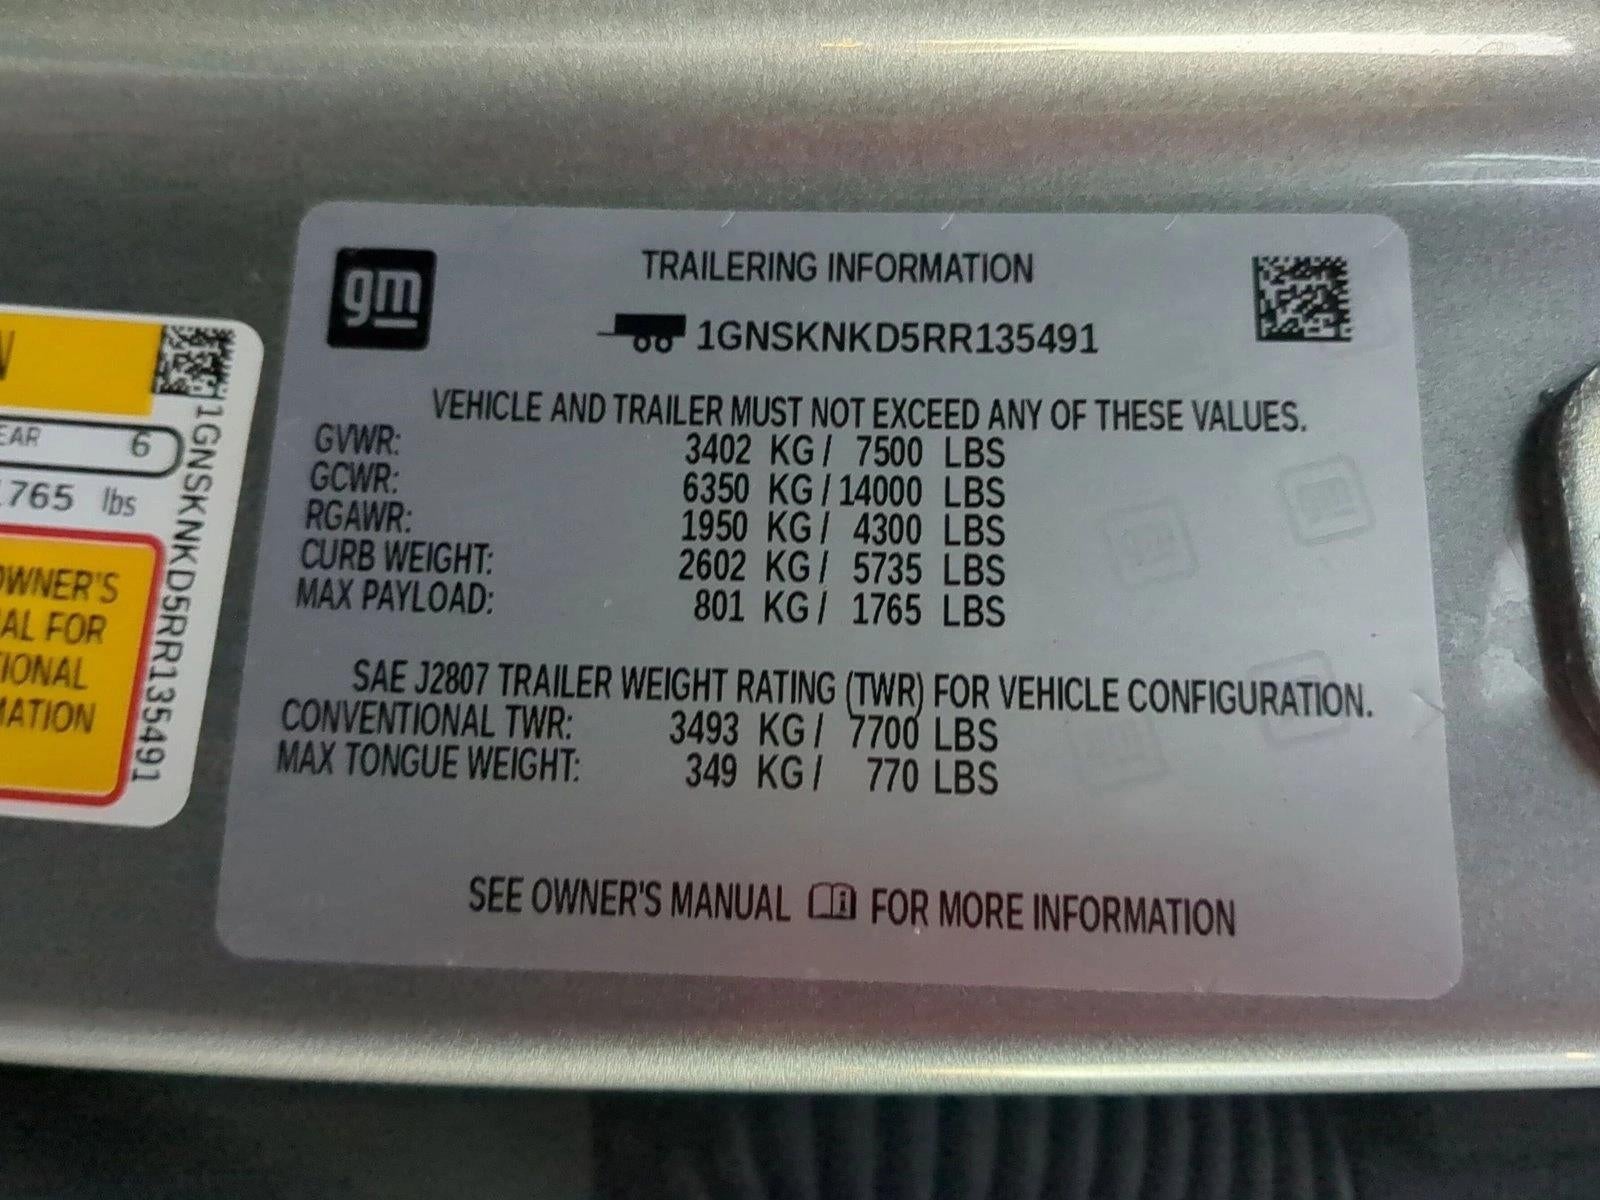 gm
TRAILERING INFORMATION
1GNSKNKD5RR135491
VEHICLE AND TRAILER MUST NOT EXCEED ANY OF THESE VALUES.
GVWR: 3402 KG / 7500 LBS
GCWR: 6350 KG / 14000 LBS
RGAWR: 1950 KG / 4300 LBS
CURB WEIGHT: 2602 KG / 5735 LBS
MAX PAYLOAD: 801 KG / 1765 LBS
SAE J2807 TRAILER WEIGHT RATING (TWR) FOR VEHICLE CONFIGURATION.
CONVENTIONAL TWR: 3493 KG / 7700 LBS
MAX TONGUE WEIGHT: 349 KG / 770 LBS
SEE OWNER'S MANUAL FOR MORE INFORMATION
N
EAR 6
1765 lbs
OWNER'S
AL FOR
IONAL
MATION
1GNSKNKD5RR135491